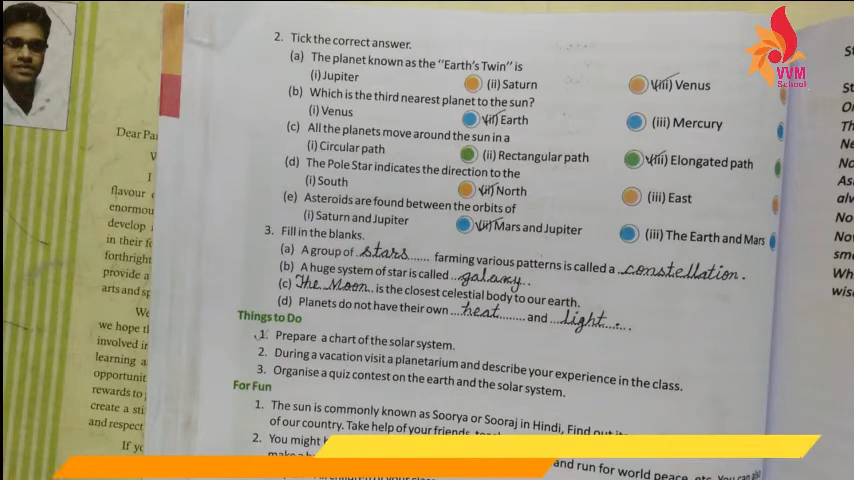 2. Tick the correct answer.
(a) The planet known as the "Earth's Twin" is
(i) Jupiter (ii) Saturn (iii) Venus
(b) Which is the third nearest planet to the sun?
(i) Venus (ii) Earth (iii) Mercury
(c) All the planets move around the sun in a
(i) Circular path (ii) Rectangular path (iii) Elongated path
(d) The Pole Star indicates the direction to the
(i) South (ii) North (iii) East
(e) Asteroids are found between the orbits of
(i) Saturn and Jupiter (ii) Mars and Jupiter (iii) The Earth and Mars
3. Fill in the blanks.
(a) A group of stars farming various patterns is called a constellation.
(b) A huge system of star is called galaxy.
(c) The Moon is the closest celestial body to our earth.
(d) Planets do not have their own heat and light.
Things to Do
1. Prepare a chart of the solar system.
2. During a vacation visit a planetarium and describe your experience in the class.
3. Organise a quiz contest on the earth and the solar system.
For Fun
1. The sun is commonly known as Soorya or Sooraj in Hindi, Find out
of our country. Take help of your friends,
2. You might
and run for world peace, etc. You can
VVM
School
Dear
I
flavour
enormou
develop
in their
forthright
provide a
arts and
We
we hope
involved
learning a
opportunit
rewards to
create a
and respect
If